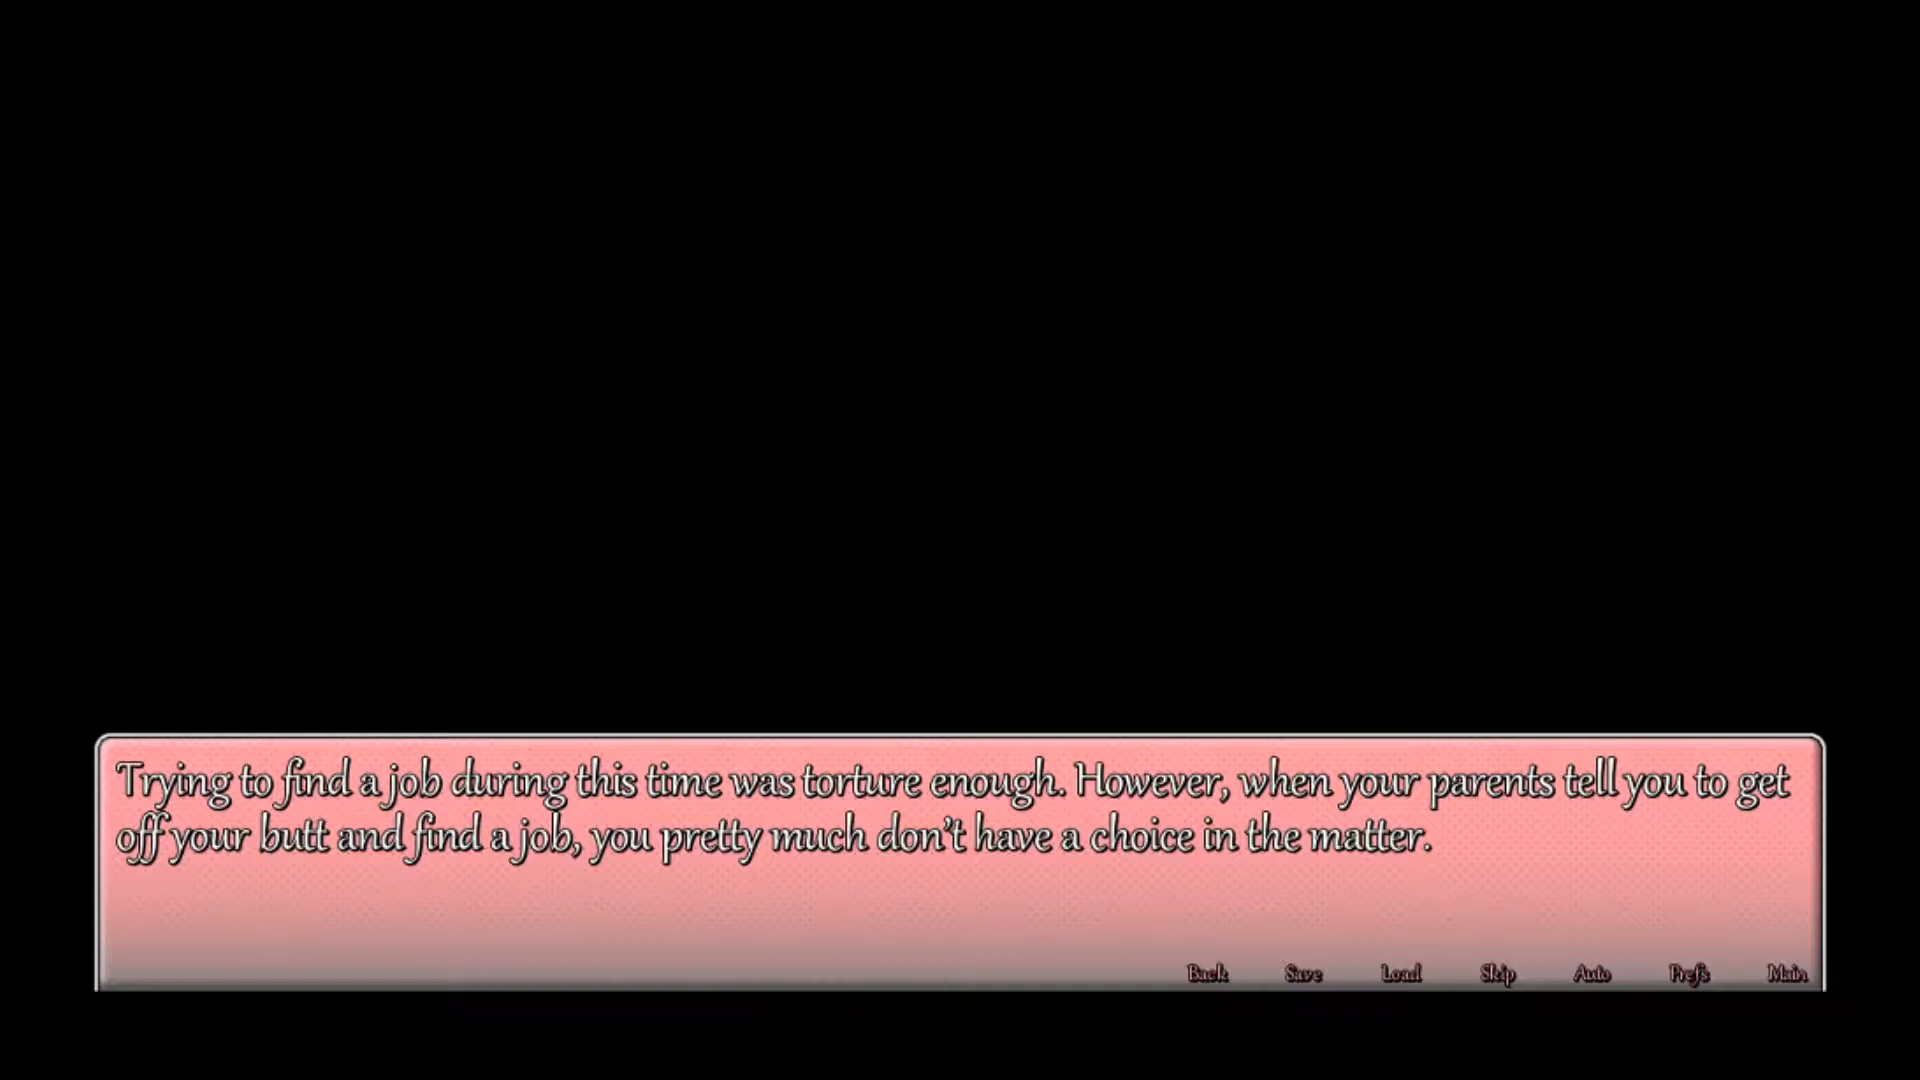 Trying to find a job during this time was torture enough. However, when your parents tell you to get
off your butt and find a job, you pretty much don't have a choice in the matter.
Back Save Load Skip Auto Prefs Main